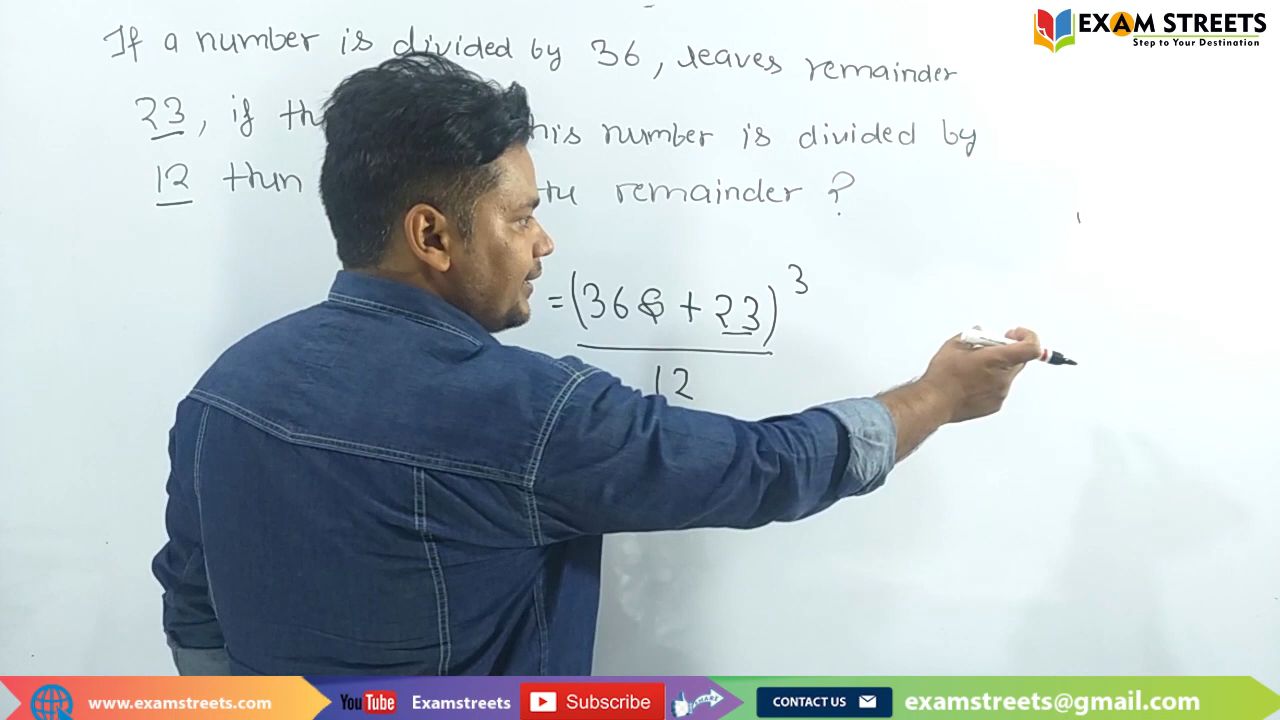 EXAM STREETS
Step to Your Destination
If a number is divided by 36, leaves remainder
23, if th his number is divided by
12 thun the remainder ?
= (36 + 23)³
12
www.examstreets.com YouTube Examstreets Subscribe CONTACT US examstreets@gmail.com